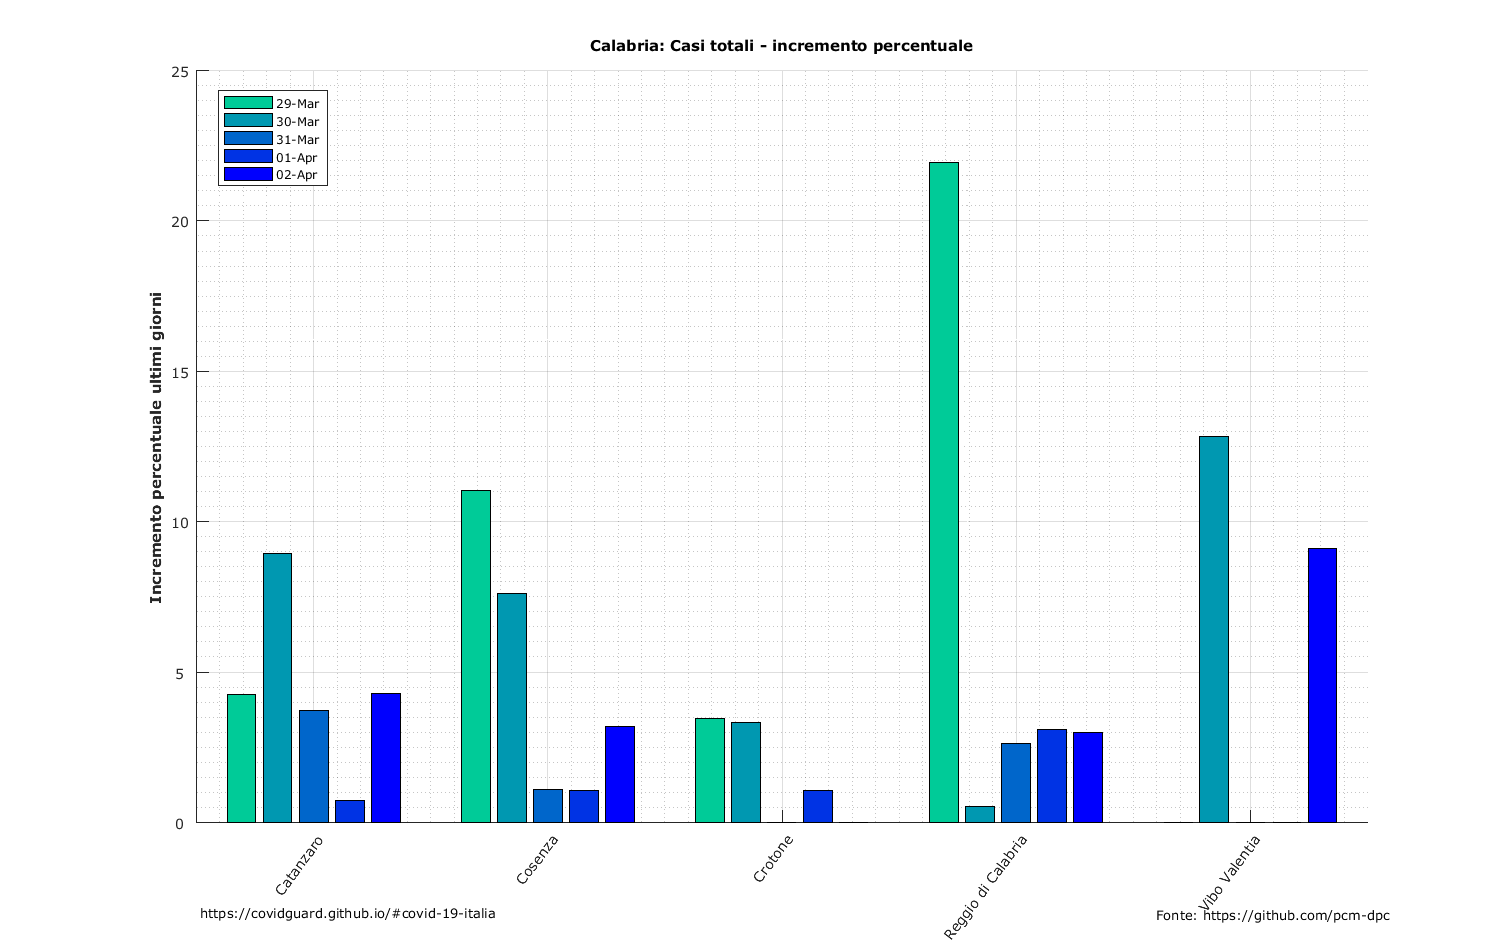 Calabria: Casi totali - incremento percentuale
25
20
15
10
5
0
Incremento percentuale ultimi giorni
29-Mar
30-Mar
31-Mar
01-Apr
02-Apr
Catanzaro
Cosenza
Crotone
Reggio di Calabria
Vibo Valentia
https://covidguard.github.io/#covid-19-italia
Fonte: https://github.com/pcm-dpc